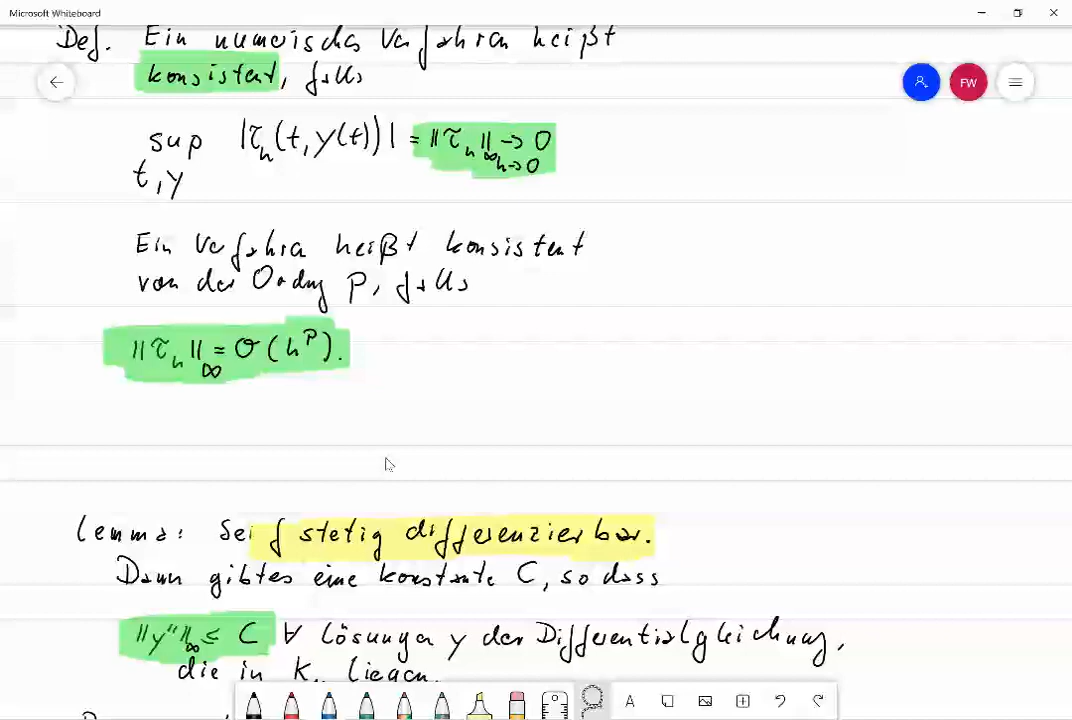 Microsoft Whiteboard
Def. Ein numerisches Verfahren heißt
konsistent, falls
sup |τ_h(t, y(t))| = ||τ_h||_∞ → 0
t, y h→0
FW
Ein Verfahren heißt konsistent
von der Ordnung p, falls
||τ_h||_∞ = O(h^p).
Lemma: Sei f stetig differenzierbar.
Dann gibt es eine Konstante C, so dass
||y''||_∞ ≤ C ∀ Lösungen y der Differentialgleichung,
die in K liegen.
A